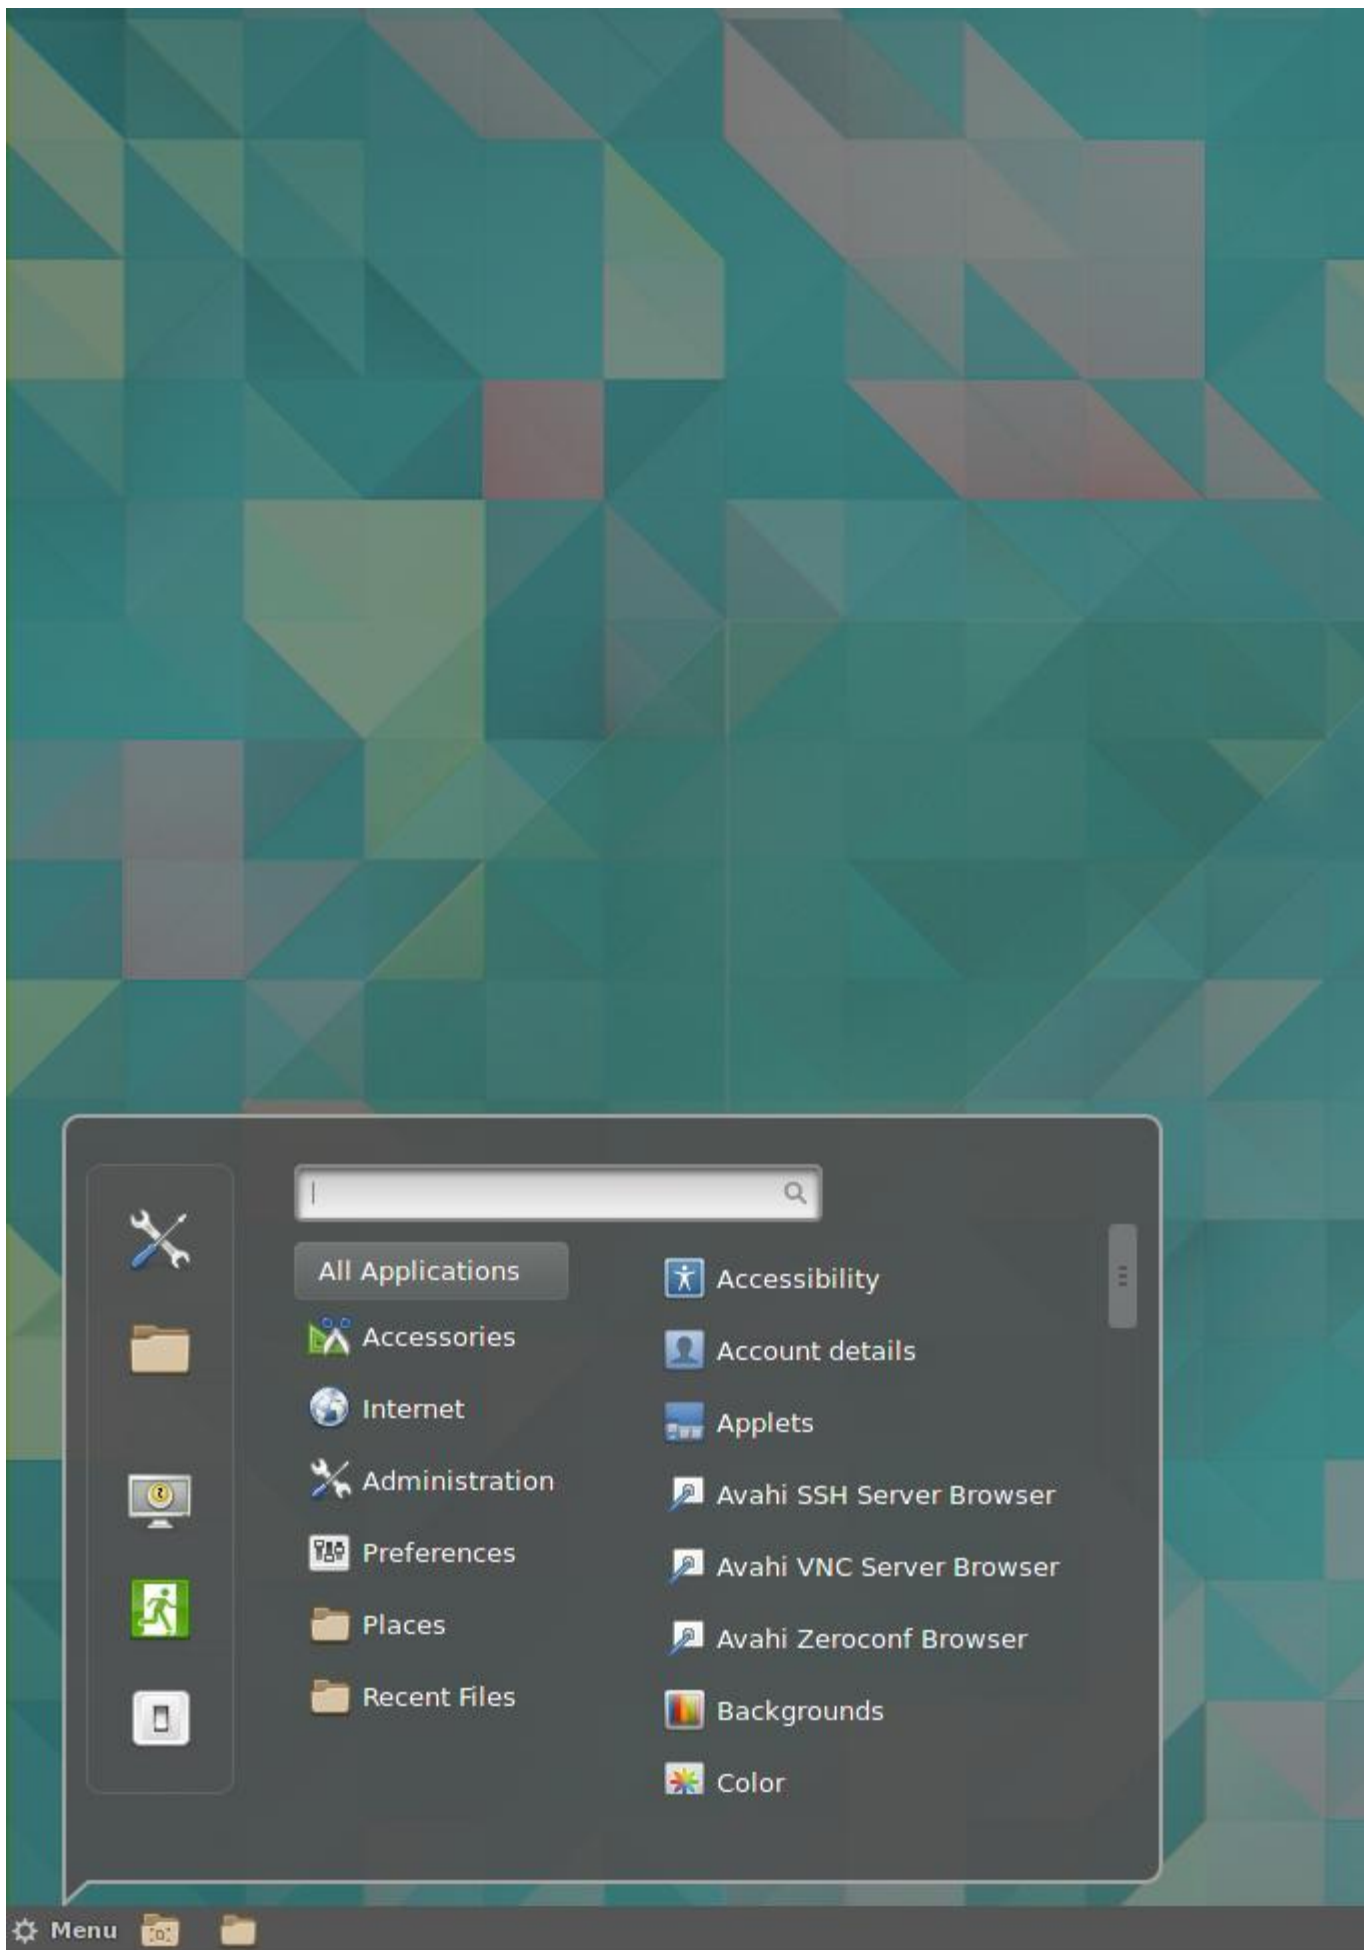 All Applications
Accessories
Internet
Administration
Preferences
Places
Recent Files
Accessibility
Account details
Applets
Avahi SSH Server Browser
Avahi VNC Server Browser
Avahi Zeroconf Browser
Backgrounds
Color
Menu